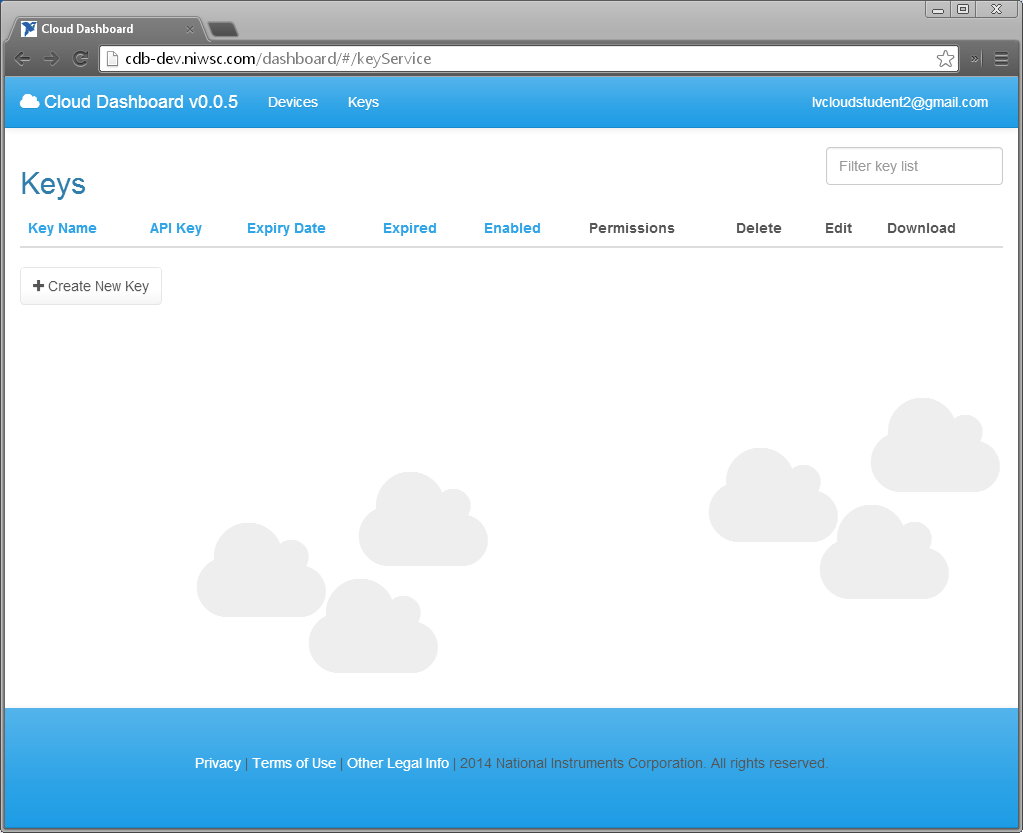 Cloud Dashboard
cdb-dev.niwsc.com/dashboard/#/keyService
Cloud Dashboard v0.0.5 Devices Keys lvcloudstudent2@gmail.com
Filter key list
Keys
Key Name API Key Expiry Date Expired Enabled Permissions Delete Edit Download
Create New Key
Privacy | Terms of Use | Other Legal Info | 2014 National Instruments Corporation. All rights reserved.